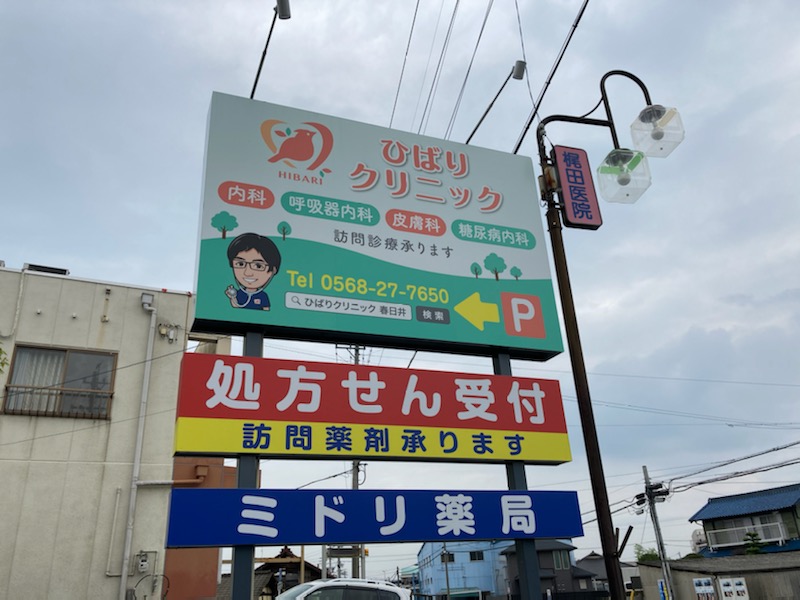 HIBARI
ひばり
クリニック
内科
呼吸器内科
皮膚科
糖尿病内科
訪問診療承ります
Tel 0568-27-7650
ひばりクリニック 春日井 検索
P
梶田医院
処方せん受付
訪問薬剤承ります
ミドリ薬局